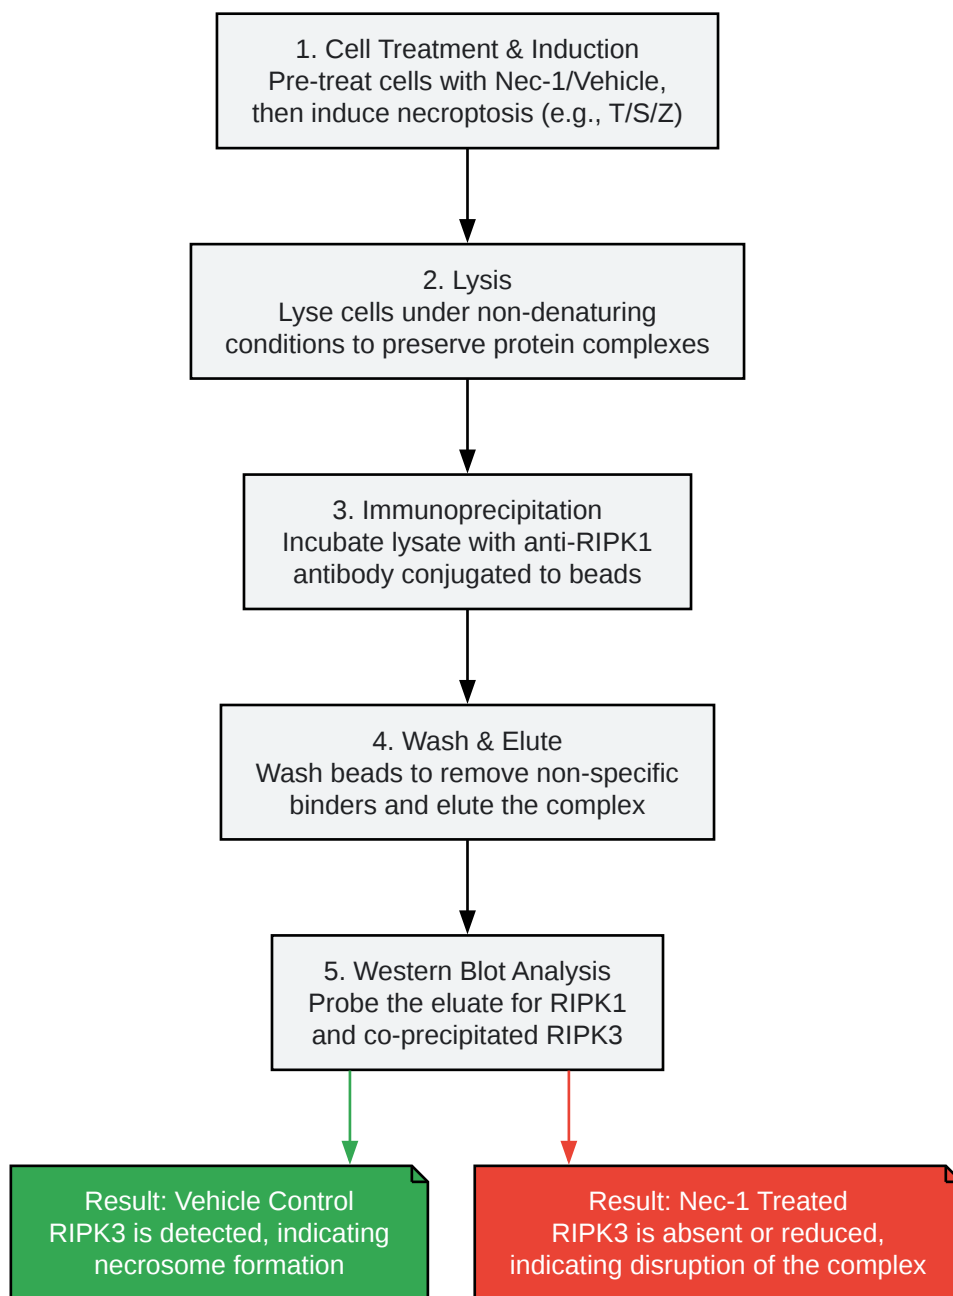 1. Cell Treatment & Induction
Pre-treat cells with Nec-1/Vehicle,
then induce necroptosis (e.g., T/S/Z)
2. Lysis
Lyse cells under non-denaturing
conditions to preserve protein complexes
3. Immunoprecipitation
Incubate lysate with anti-RIPK1
antibody conjugated to beads
4. Wash & Elute
Wash beads to remove non-specific
binders and elute the complex
5. Western Blot Analysis
Probe the eluate for RIPK1
and co-precipitated RIPK3
Result: Vehicle Control
RIPK3 is detected, indicating
necrosome formation
Result: Nec-1 Treated
RIPK3 is absent or reduced,
indicating disruption of the complex